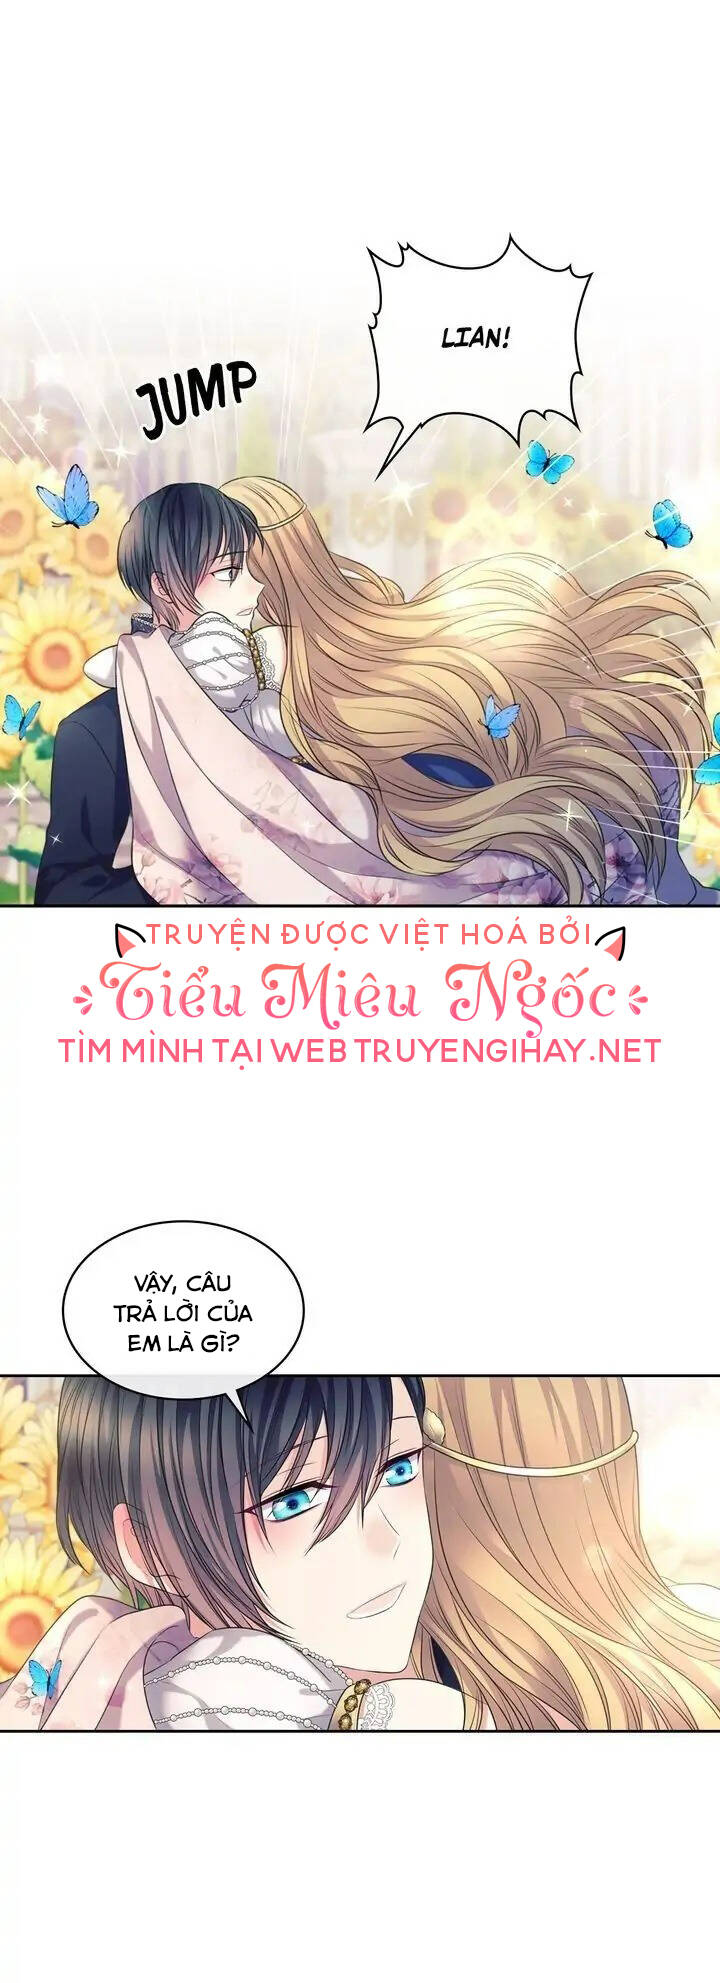 LIAN!
JUMP
TRUYỆN ĐƯỢC VIỆT HOÁ BỞI
Tiểu Miêu Ngốc
TÌM MÌNH TẠI WEB TRUYENGIHAY.NET
VẬY, CÂU
TRẢ LỜI CỦA
EM LÀ GÌ?